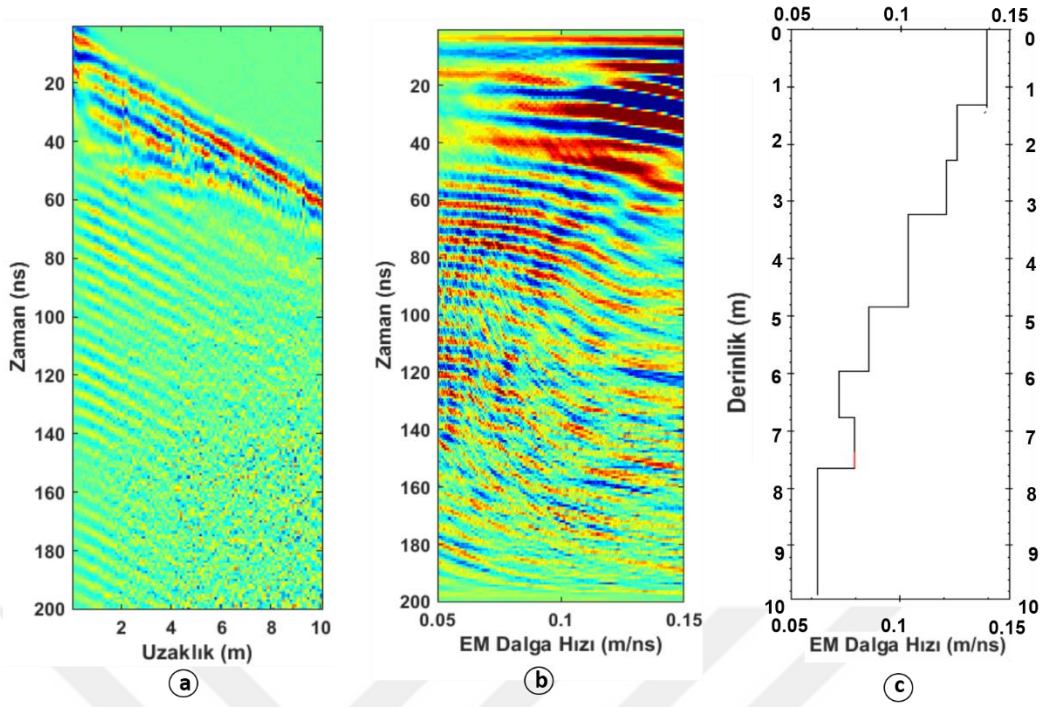 20
40
60
80
100
120
140
160
180
200
Zaman (ns)
2 4 6 8 10
Uzaklık (m)
a
20
40
60
80
100
120
140
160
180
200
Zaman (ns)
0.05 0.1 0.15
EM Dalga Hızı (m/ns)
b
0.05 0.1 0.15
0 0
1 1
2 2
3 3
4 4
5 5
6 6
7 7
8 8
9 9
10 10
Derinlik (m)
0.05 0.1 0.15
EM Dalga Hızı (m/ns)
c